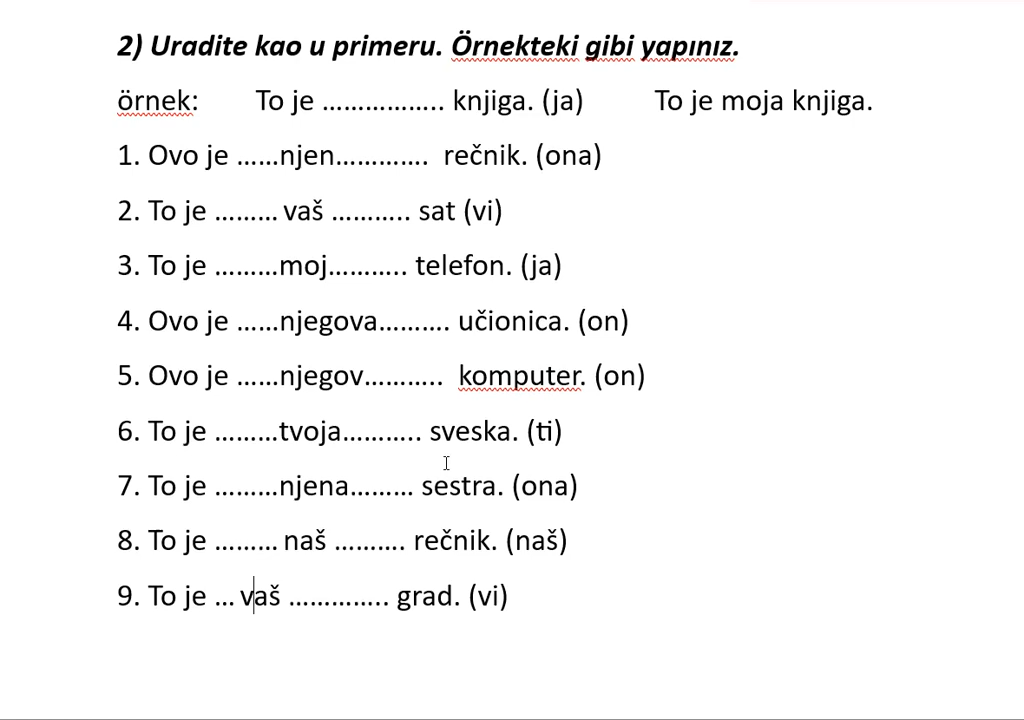 2) Uradite kao u primeru. Örnekteki gibi yapınız.
örnek: To je …………….. knjiga. (ja) To je moja knjiga.
1. Ovo je ……njen…………. rečnik. (ona)
2. To je ……… vaš ……….. sat (vi)
3. To je ………moj……….. telefon. (ja)
4. Ovo je ……njegova………. učionica. (on)
5. Ovo je ……njegov……….. komputer. (on)
6. To je ………tvoja……….. sveska. (ti)
7. To je ………njena……… sestra. (ona)
8. To je ……… naš ………. rečnik. (naš)
9. To je … vaš ………….. grad. (vi)